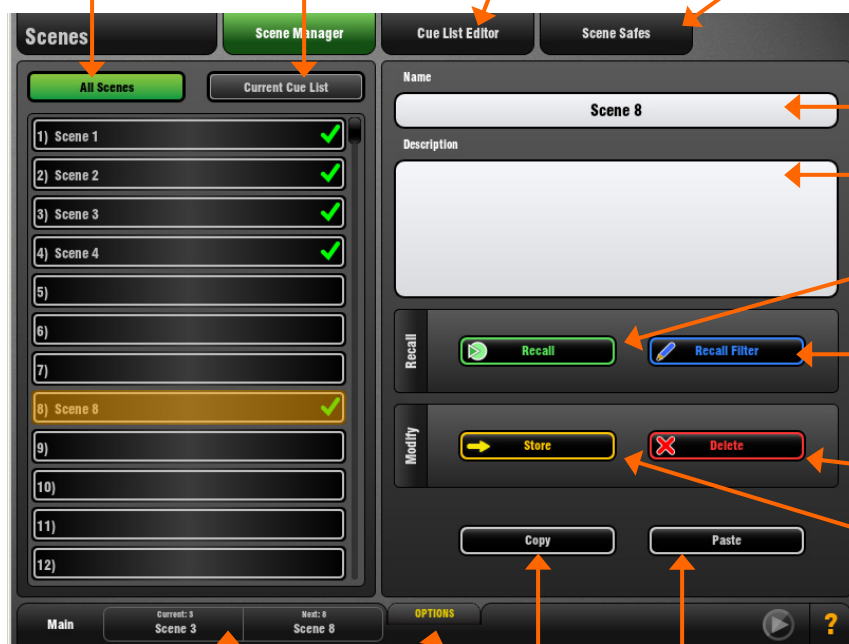 Scenes
Scene Manager
Cue List Editor
Scene Safes
All Scenes
Current Cue List
1) Scene 1
2) Scene 2
3) Scene 3
4) Scene 4
5)
6)
7)
8) Scene 8
9)
10)
11)
12)
Name
Scene 8
Description
Recall
Recall
Recall Filter
Modify
Store
Delete
Copy
Paste
Main
Current: 3
Scene 3
Next: 8
Scene 8
OPTIONS
?